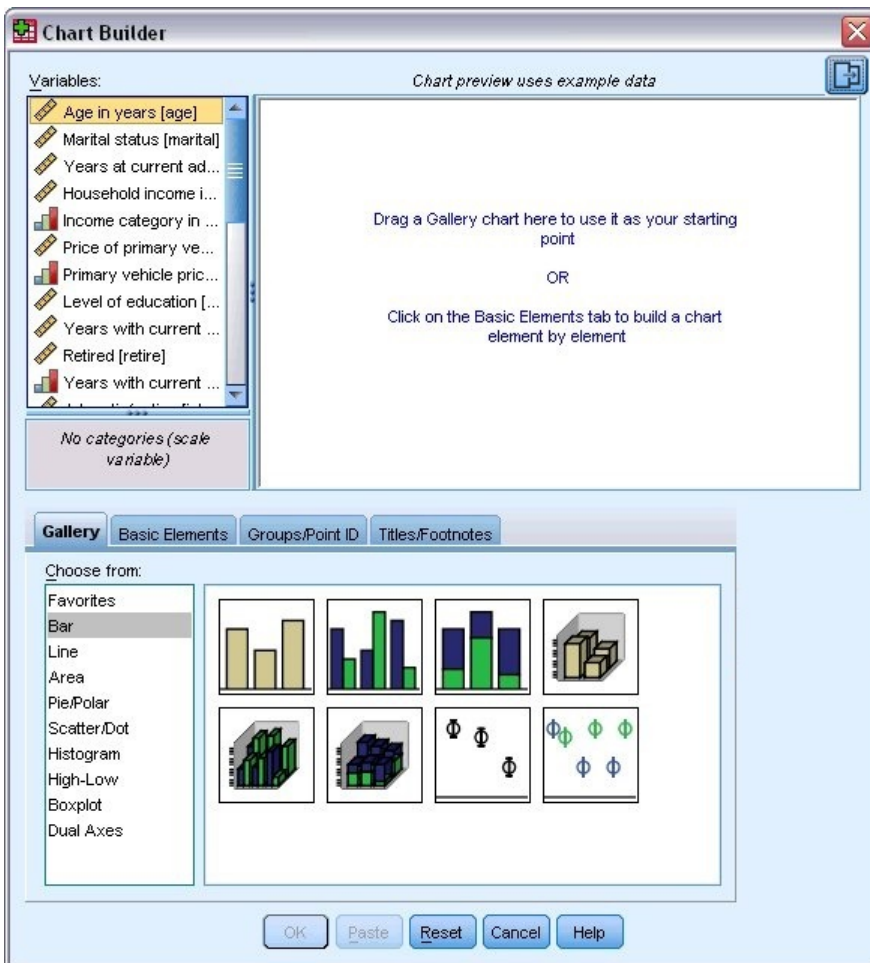 Chart Builder
Variables:
Chart preview uses example data
Age in years [age]
Marital status [marital]
Years at current ad...
Household income i...
Income category in ...
Price of primary ve...
Primary vehicle pric...
Level of education [...
Years with current ...
Retired [retire]
Years with current ...
No categories (scale
variable)
Drag a Gallery chart here to use it as your starting
point
OR
Click on the Basic Elements tab to build a chart
element by element
Gallery
Basic Elements
Groups/Point ID
Titles/Footnotes
Choose from:
Favorites
Bar
Line
Area
Pie/Polar
Scatter/Dot
Histogram
High-Low
Boxplot
Dual Axes
OK
Paste
Reset
Cancel
Help